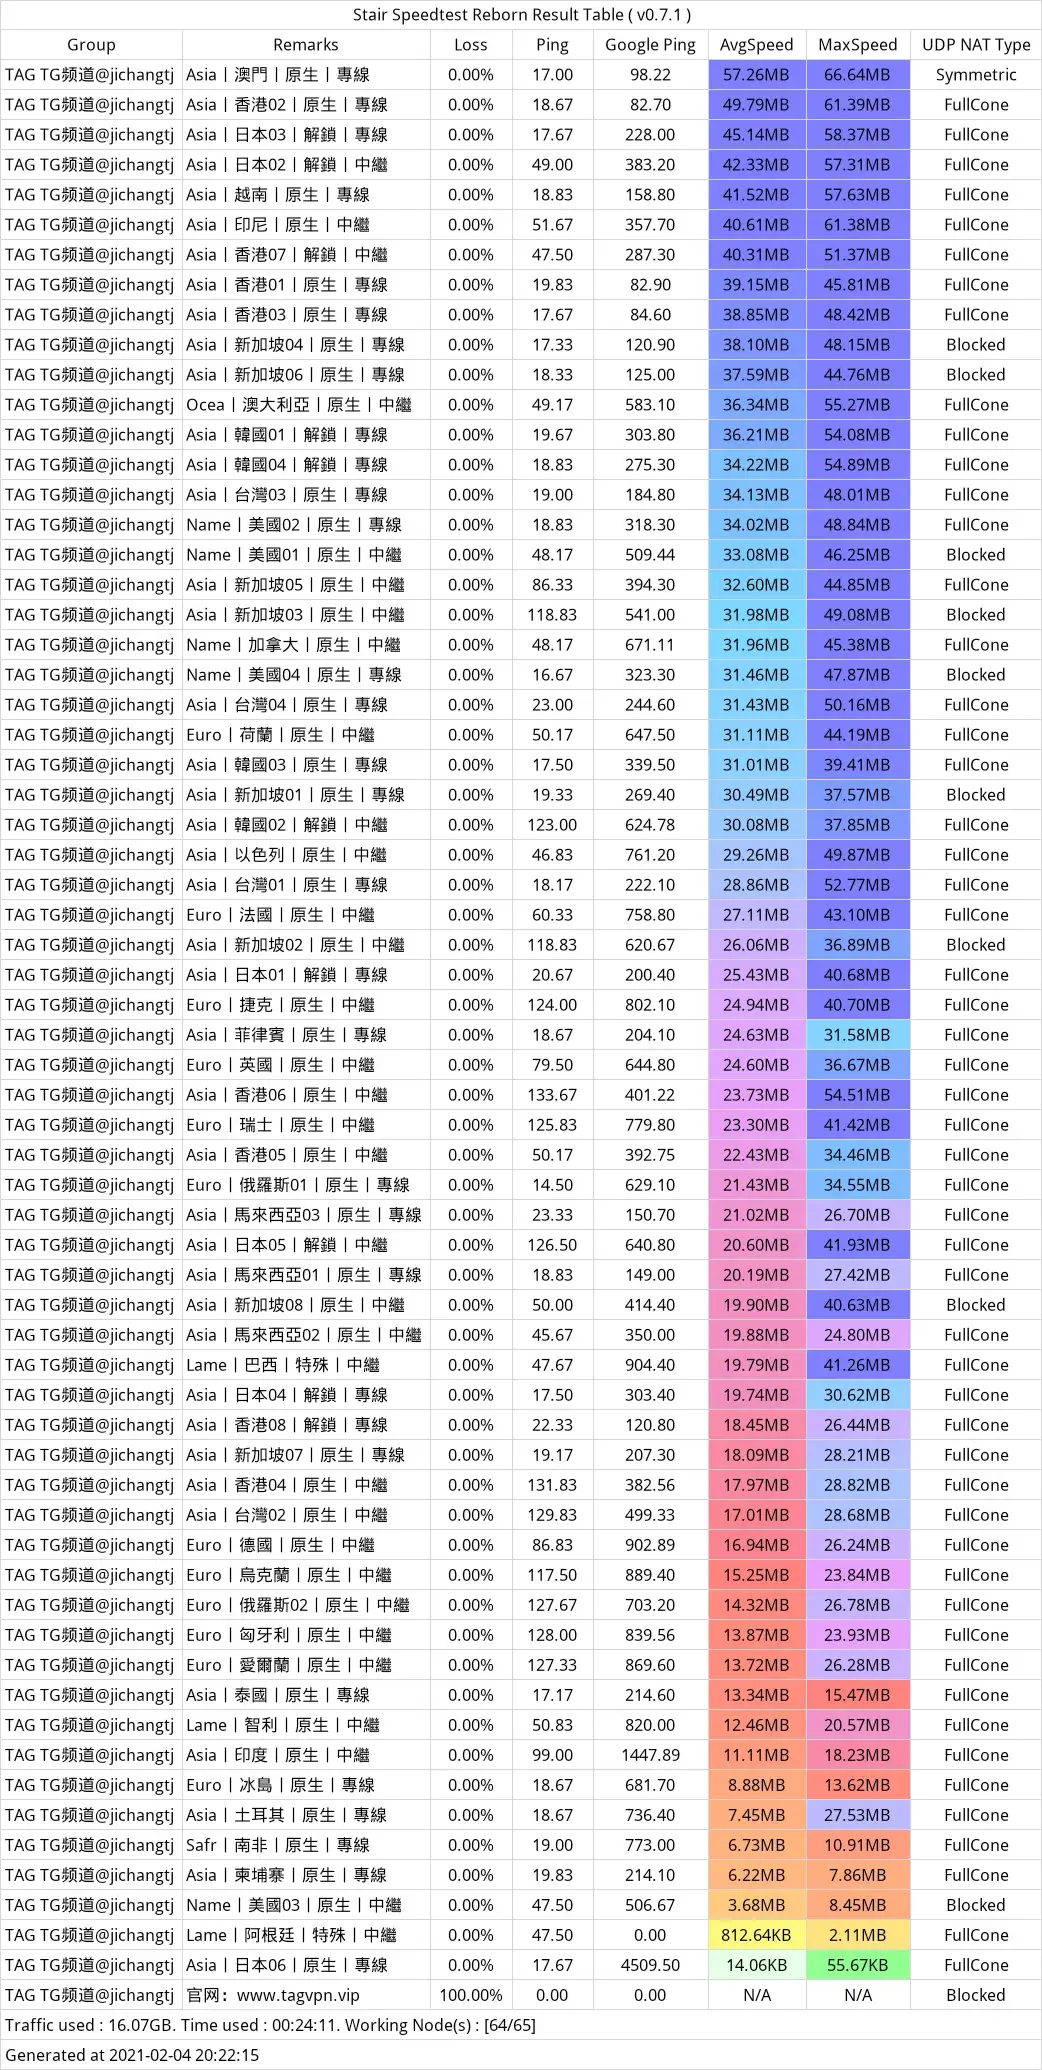 Stair Speedtest Reborn Result Table ( v0.7.1 )
Group Remarks Loss Ping Google Ping AvgSpeed MaxSpeed UDP NAT Type
TAG TG频道@jichangtj Asia丨澳門丨原生丨專線 0.00% 17.00 98.22 57.26MB 66.64MB Symmetric
TAG TG频道@jichangtj Asia丨香港02丨原生丨專線 0.00% 18.67 82.70 49.79MB 61.39MB FullCone
TAG TG频道@jichangtj Asia丨日本03丨解鎖丨專線 0.00% 17.67 228.00 45.14MB 58.37MB FullCone
TAG TG频道@jichangtj Asia丨日本02丨解鎖丨中繼 0.00% 49.00 383.20 42.33MB 57.31MB FullCone
TAG TG频道@jichangtj Asia丨越南丨原生丨專線 0.00% 18.83 158.80 41.52MB 57.63MB FullCone
TAG TG频道@jichangtj Asia丨印尼丨原生丨中繼 0.00% 51.67 357.70 40.61MB 61.38MB FullCone
TAG TG频道@jichangtj Asia丨香港07丨解鎖丨中繼 0.00% 47.50 287.30 40.31MB 51.37MB FullCone
TAG TG频道@jichangtj Asia丨香港01丨原生丨專線 0.00% 19.83 82.90 39.15MB 45.81MB FullCone
TAG TG频道@jichangtj Asia丨香港03丨原生丨專線 0.00% 17.67 84.60 38.85MB 48.42MB FullCone
TAG TG频道@jichangtj Asia丨新加坡04丨原生丨專線 0.00% 17.33 120.90 38.10MB 48.15MB Blocked
TAG TG频道@jichangtj Asia丨新加坡06丨原生丨專線 0.00% 18.33 125.00 37.59MB 44.76MB Blocked
TAG TG频道@jichangtj Ocea丨澳大利亞丨原生丨中繼 0.00% 49.17 583.10 36.34MB 55.27MB FullCone
TAG TG频道@jichangtj Asia丨韓國01丨解鎖丨專線 0.00% 19.67 303.80 36.21MB 54.08MB FullCone
TAG TG频道@jichangtj Asia丨韓國04丨解鎖丨專線 0.00% 18.83 275.30 34.22MB 54.89MB FullCone
TAG TG频道@jichangtj Asia丨台灣03丨原生丨專線 0.00% 19.00 184.80 34.13MB 48.01MB FullCone
TAG TG频道@jichangtj Name丨美國02丨原生丨專線 0.00% 18.83 318.30 34.02MB 48.84MB FullCone
TAG TG频道@jichangtj Name丨美國01丨原生丨中繼 0.00% 48.17 509.44 33.08MB 46.25MB Blocked
TAG TG频道@jichangtj Asia丨新加坡05丨原生丨中繼 0.00% 86.33 394.30 32.60MB 44.85MB FullCone
TAG TG频道@jichangtj Asia丨新加坡03丨原生丨中繼 0.00% 118.83 541.00 31.98MB 49.08MB Blocked
TAG TG频道@jichangtj Name丨加拿大丨原生丨中繼 0.00% 48.17 671.11 31.96MB 45.38MB FullCone
TAG TG频道@jichangtj Name丨美國04丨原生丨專線 0.00% 16.67 323.30 31.46MB 47.87MB Blocked
TAG TG频道@jichangtj Asia丨台灣04丨原生丨專線 0.00% 23.00 244.60 31.43MB 50.16MB FullCone
TAG TG频道@jichangtj Euro丨荷蘭丨原生丨中繼 0.00% 50.17 647.50 31.11MB 44.19MB FullCone
TAG TG频道@jichangtj Asia丨韓國03丨原生丨專線 0.00% 17.50 339.50 31.01MB 39.41MB FullCone
TAG TG频道@jichangtj Asia丨新加坡01丨原生丨專線 0.00% 19.33 269.40 30.49MB 37.57MB Blocked
TAG TG频道@jichangtj Asia丨韓國02丨解鎖丨中繼 0.00% 123.00 624.78 30.08MB 37.85MB FullCone
TAG TG频道@jichangtj Asia丨以色列丨原生丨中繼 0.00% 46.83 761.20 29.26MB 49.87MB FullCone
TAG TG频道@jichangtj Asia丨台灣01丨原生丨專線 0.00% 18.17 222.10 28.86MB 52.77MB FullCone
TAG TG频道@jichangtj Euro丨法國丨原生丨中繼 0.00% 60.33 758.80 27.11MB 43.10MB FullCone
TAG TG频道@jichangtj Asia丨新加坡02丨原生丨中繼 0.00% 118.83 620.67 26.06MB 36.89MB Blocked
TAG TG频道@jichangtj Asia丨日本01丨解鎖丨專線 0.00% 20.67 200.40 25.43MB 40.68MB FullCone
TAG TG频道@jichangtj Euro丨捷克丨原生丨中繼 0.00% 124.00 802.10 24.94MB 40.70MB FullCone
TAG TG频道@jichangtj Asia丨菲律賓丨原生丨專線 0.00% 18.67 204.10 24.63MB 31.58MB FullCone
TAG TG频道@jichangtj Euro丨英國丨原生丨中繼 0.00% 79.50 644.80 24.60MB 36.67MB FullCone
TAG TG频道@jichangtj Asia丨香港06丨原生丨中繼 0.00% 133.67 401.22 23.73MB 54.51MB FullCone
TAG TG频道@jichangtj Euro丨瑞士丨原生丨中繼 0.00% 125.83 779.80 23.30MB 41.42MB FullCone
TAG TG频道@jichangtj Asia丨香港05丨原生丨中繼 0.00% 50.17 392.75 22.43MB 34.46MB FullCone
TAG TG频道@jichangtj Euro丨俄羅斯01丨原生丨專線 0.00% 14.50 629.10 21.43MB 34.55MB FullCone
TAG TG频道@jichangtj Asia丨馬來西亞03丨原生丨專線 0.00% 23.33 150.70 21.02MB 26.70MB FullCone
TAG TG频道@jichangtj Asia丨日本05丨解鎖丨中繼 0.00% 126.50 640.80 20.60MB 41.93MB FullCone
TAG TG频道@jichangtj Asia丨馬來西亞01丨原生丨專線 0.00% 18.83 149.00 20.19MB 27.42MB FullCone
TAG TG频道@jichangtj Asia丨新加坡08丨原生丨中繼 0.00% 50.00 414.40 19.90MB 40.63MB Blocked
TAG TG频道@jichangtj Asia丨馬來西亞02丨原生丨中繼 0.00% 45.67 350.00 19.88MB 24.80MB FullCone
TAG TG频道@jichangtj Lame丨巴西丨特殊丨中繼 0.00% 47.67 904.40 19.79MB 41.26MB FullCone
TAG TG频道@jichangtj Asia丨日本04丨解鎖丨專線 0.00% 17.50 303.40 19.74MB 30.62MB FullCone
TAG TG频道@jichangtj Asia丨香港08丨解鎖丨專線 0.00% 22.33 120.80 18.45MB 26.44MB FullCone
TAG TG频道@jichangtj Asia丨新加坡07丨原生丨專線 0.00% 19.17 207.30 18.09MB 28.21MB FullCone
TAG TG频道@jichangtj Asia丨香港04丨原生丨中繼 0.00% 131.83 382.56 17.97MB 28.82MB FullCone
TAG TG频道@jichangtj Asia丨台灣02丨原生丨中繼 0.00% 129.83 499.33 17.01MB 28.68MB FullCone
TAG TG频道@jichangtj Euro丨德國丨原生丨中繼 0.00% 86.83 902.89 16.94MB 26.24MB FullCone
TAG TG频道@jichangtj Euro丨烏克蘭丨原生丨中繼 0.00% 117.50 889.40 15.25MB 23.84MB FullCone
TAG TG频道@jichangtj Euro丨俄羅斯02丨原生丨中繼 0.00% 127.67 703.20 14.32MB 26.78MB FullCone
TAG TG频道@jichangtj Euro丨匈牙利丨原生丨中繼 0.00% 128.00 839.56 13.87MB 23.93MB FullCone
TAG TG频道@jichangtj Euro丨愛爾蘭丨原生丨中繼 0.00% 127.33 869.60 13.72MB 26.28MB FullCone
TAG TG频道@jichangtj Asia丨泰國丨原生丨專線 0.00% 17.17 214.60 13.34MB 15.47MB FullCone
TAG TG频道@jichangtj Lame丨智利丨原生丨中繼 0.00% 50.83 820.00 12.46MB 20.57MB FullCone
TAG TG频道@jichangtj Asia丨印度丨原生丨中繼 0.00% 99.00 1447.89 11.11MB 18.23MB FullCone
TAG TG频道@jichangtj Euro丨冰島丨原生丨專線 0.00% 18.67 681.70 8.88MB 13.62MB FullCone
TAG TG频道@jichangtj Asia丨土耳其丨原生丨專線 0.00% 18.67 736.40 7.45MB 27.53MB FullCone
TAG TG频道@jichangtj Safr丨南非丨原生丨專線 0.00% 19.00 773.00 6.73MB 10.91MB FullCone
TAG TG频道@jichangtj Asia丨柬埔寨丨原生丨專線 0.00% 19.83 214.10 6.22MB 7.86MB FullCone
TAG TG频道@jichangtj Name丨美國03丨原生丨中繼 0.00% 47.50 506.67 3.68MB 8.45MB Blocked
TAG TG频道@jichangtj Lame丨阿根廷丨特殊丨中繼 0.00% 47.50 0.00 812.64KB 2.11MB FullCone
TAG TG频道@jichangtj Asia丨日本06丨原生丨專線 0.00% 17.67 4509.50 14.06KB 55.67KB FullCone
TAG TG频道@jichangtj 官网：www.tagvpn.vip 100.00% 0.00 0.00 N/A N/A Blocked
Traffic used : 16.07GB. Time used : 00:24:11. Working Node(s) : [64/65]
Generated at 2021-02-04 20:22:15